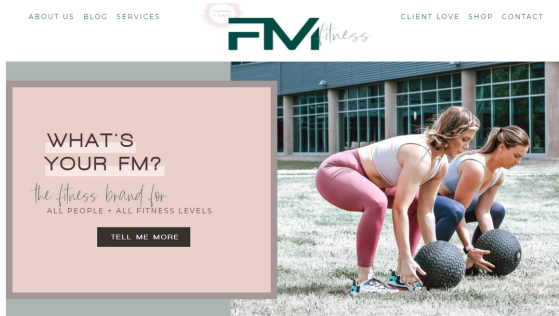 ABOUT US BLOG SERVICES
FM fitness
CLIENT LOVE SHOP CONTACT
WHAT'S
YOUR FM?
the fitness brand for
ALL PEOPLE + ALL FITNESS LEVELS
TELL ME MORE